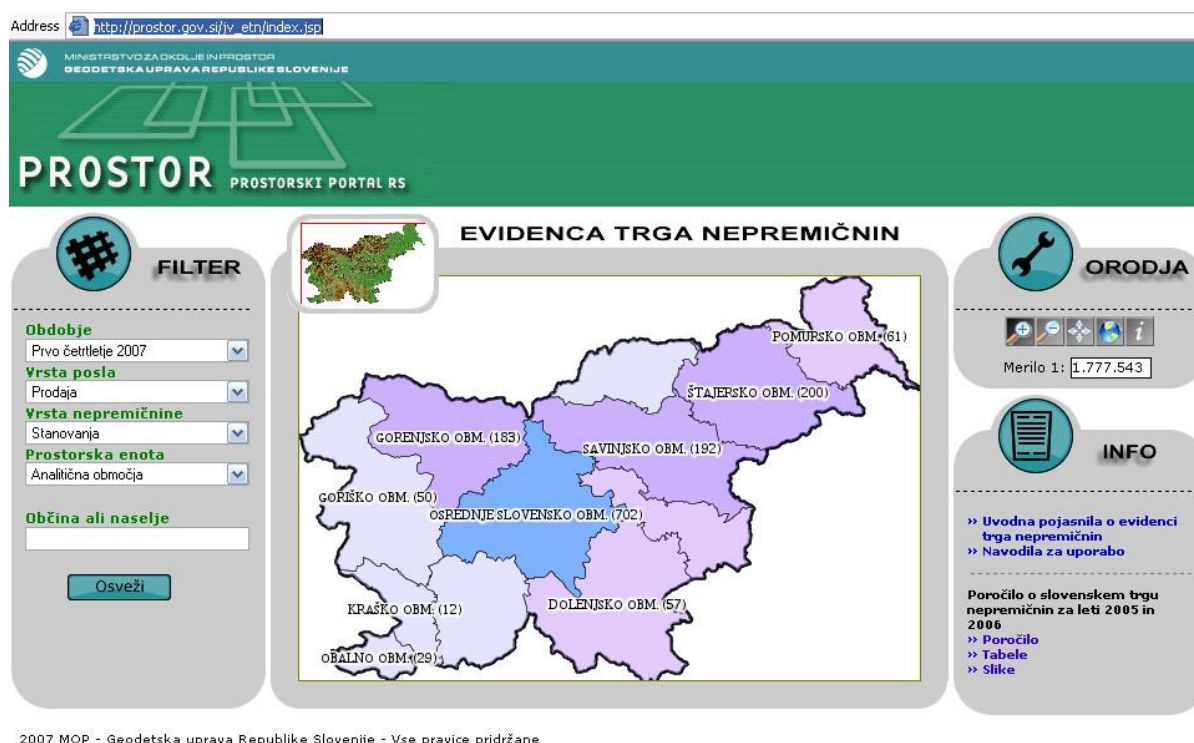 Address http://prostor.gov.si/jv_etn/index.jsp
MINISTRSTVO ZA OKOLJE IN PROSTOR
GEODETSKA UPRAVA REPUBLIKE SLOVENIJE
PROSTOR PROSTORSKI PORTAL RS
FILTER
Obdobje
Prvo četrtletje 2007
Vrsta posla
Prodaja
Vrsta nepremičnine
Stanovanja
Prostorska enota
Analitična območja
Občina ali naselje
Osveži
EVIDENCA TRGA NEPREMIČNIN
POMURSKO OBM. (61)
ŠTAJERSKO OBM. (200)
GORENJSKO OBM. (183)
SAVINJSKO OBM. (192)
GORIŠKO OBM. (50)
OSREDNJE SLOVENSKO OBM. (702)
KRAŠKO OBM. (12)
DOLENJSKO OBM. (57)
OBALNO OBM. (29)
ORODJA
Merilo 1: 1.777.543
INFO
›› Uvodna pojasnila o evidenci
trga nepremičnin
›› Navodila za uporabo
Poročilo o slovenskem trgu
nepremičnin za leti 2005 in
2006
›› Poročilo
›› Tabele
›› Slike
2007 MOP - Geodetska uprava Republike Slovenije - Vse pravice pridržane